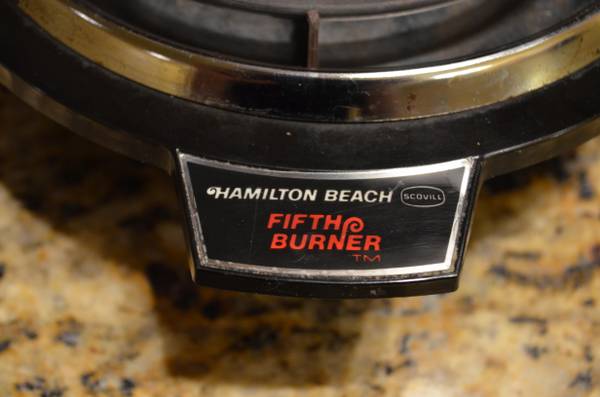 HAMILTON BEACH SCOVILL
FIFTH
BURNER
TM